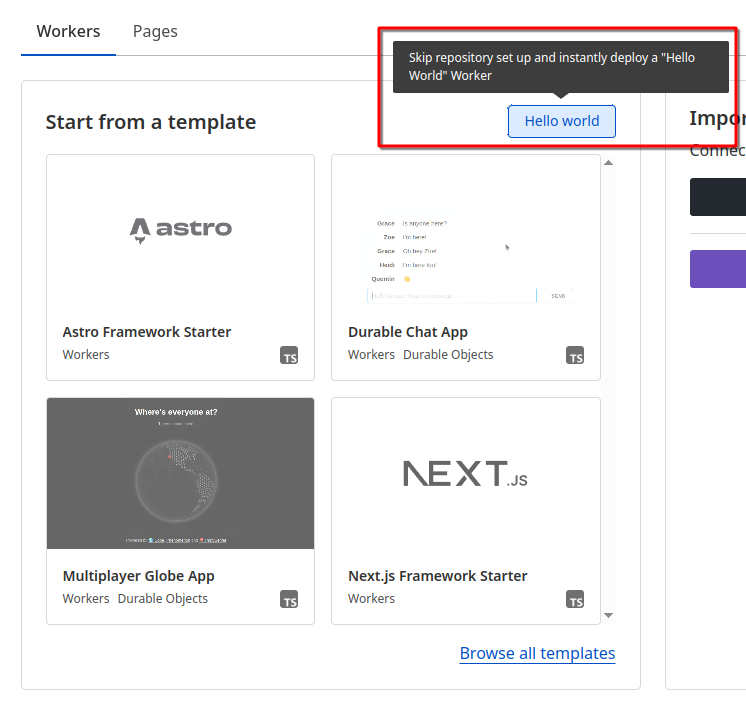 Workers
Pages
Skip repository set up and instantly deploy a "Hello
World" Worker
Start from a template
Hello world
astro
Grace Is anyone here?
Zoe I'm here!
Grace Oh hey Zoe!
Heidi I'm here too!
Quentin 👋
SEND
Astro Framework Starter
Workers
TS
Durable Chat App
Workers Durable Objects
TS
Where's everyone at?
Powered by
Multiplayer Globe App
Workers Durable Objects
TS
NEXT.JS
Next.js Framework Starter
Workers
TS
Browse all templates
Impor
Connec